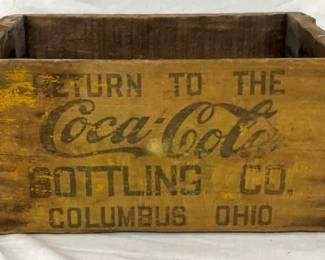 RETURN TO THE
Coca-Cola
BOTTLING CO.
COLUMBUS OHIO